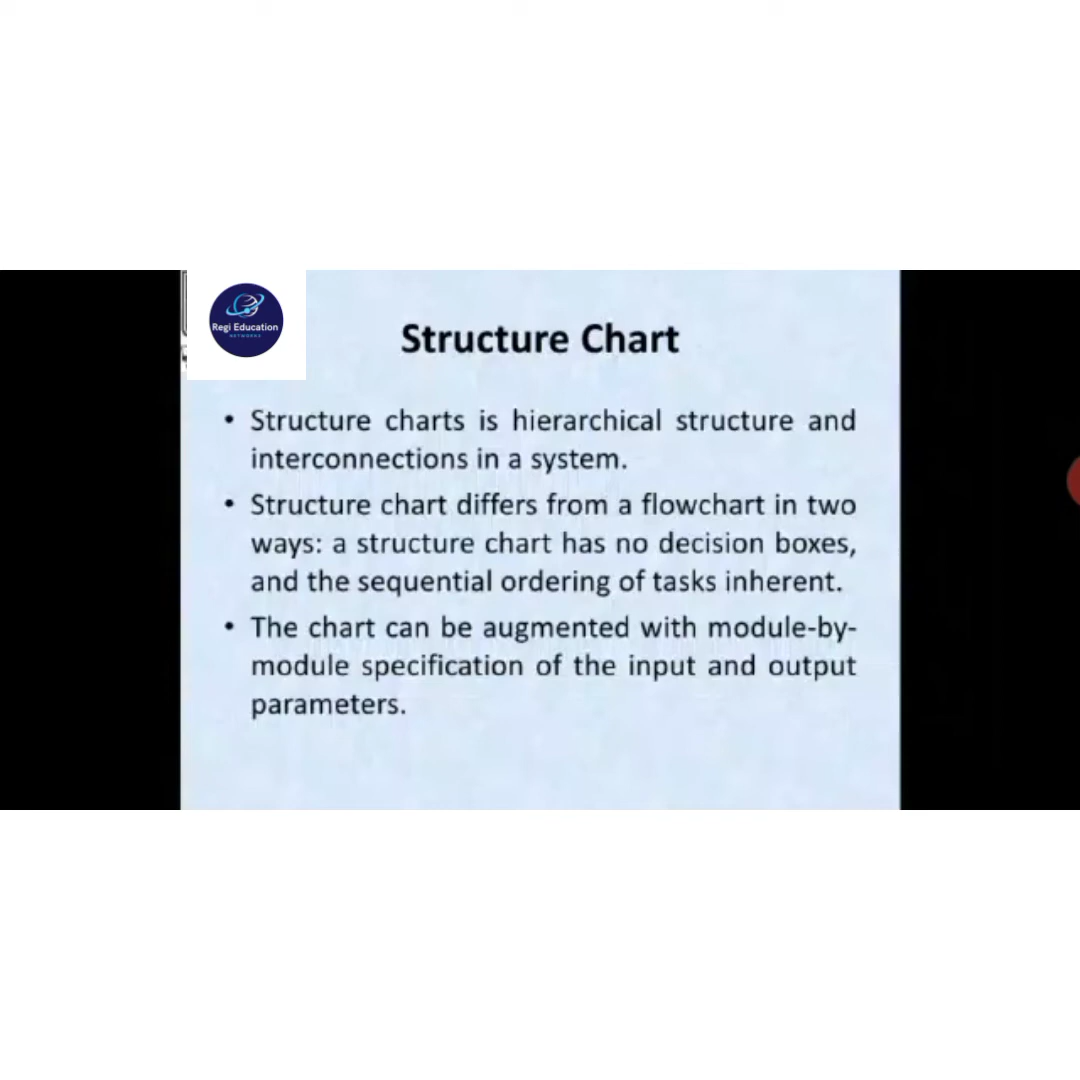 Regi Education
NETWORKS
Structure Chart
• Structure charts is hierarchical structure and
interconnections in a system.
• Structure chart differs from a flowchart in two
ways: a structure chart has no decision boxes,
and the sequential ordering of tasks inherent.
• The chart can be augmented with module-by-
module specification of the input and output
parameters.